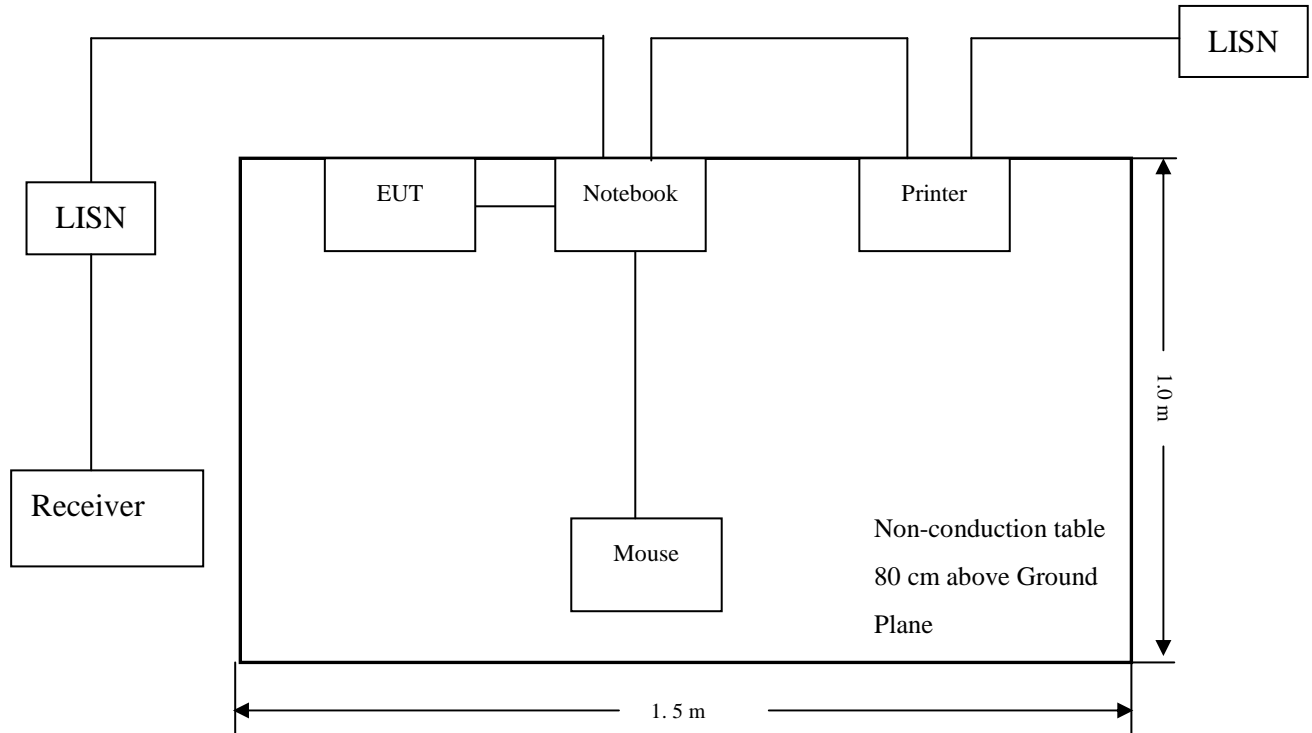 LISN
EUT
Notebook
Printer
LISN
1.0 m
Receiver
Mouse
Non-conduction table
80 cm above Ground
Plane
1. 5 m